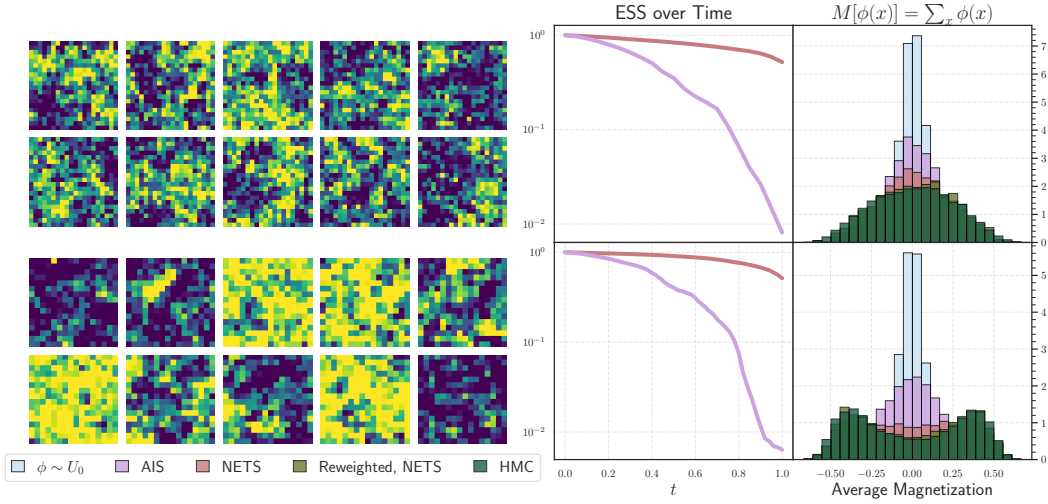 ESS over Time
M[ϕ(x)] = ∑ₓ ϕ(x)
10⁰
10⁻¹
10⁻²
7
6
5
4
3
2
1
0
10⁰
10⁻¹
10⁻²
5
4
3
2
1
0
0.0 0.2 0.4 0.6 0.8 1.0
t
−0.50 −0.25 0.00 0.25 0.50
Average Magnetization
ϕ ∼ U₀ AIS NETS Reweighted, NETS HMC